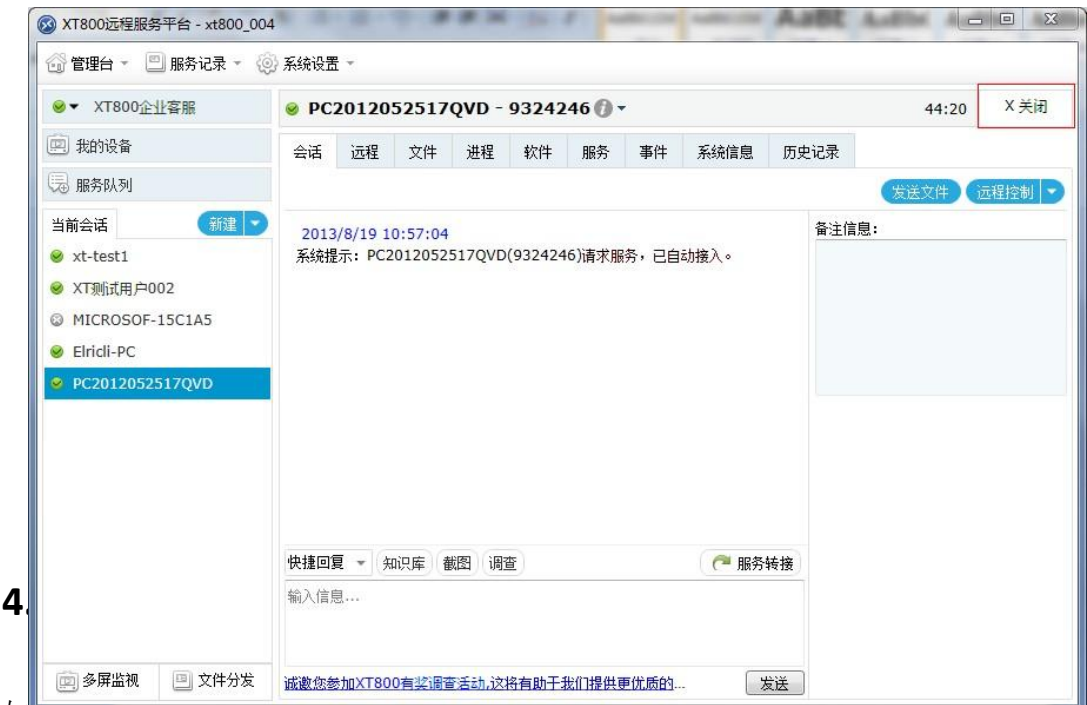 XT800远程服务平台 - xt800_004
管理台 服务记录 系统设置
XT800企业客服
我的设备
服务队列
当前会话 新建
xt-test1
XT测试用户002
MICROSOF-15C1A5
Elricli-PC
PC2012052517QVD
多屏监视 文件分发
PC2012052517QVD - 9324246 44:20 X 关闭
会话 远程 文件 进程 软件 服务 事件 系统信息 历史记录
发送文件 远程控制
2013/8/19 10:57:04
系统提示：PC2012052517QVD(9324246)请求服务，已自动接入。
备注信息：
快捷回复 知识库 截图 调查 服务转接
输入信息...
诚邀您参加XT800有奖调查活动,这将有助于我们提供更优质的... 发送
4.